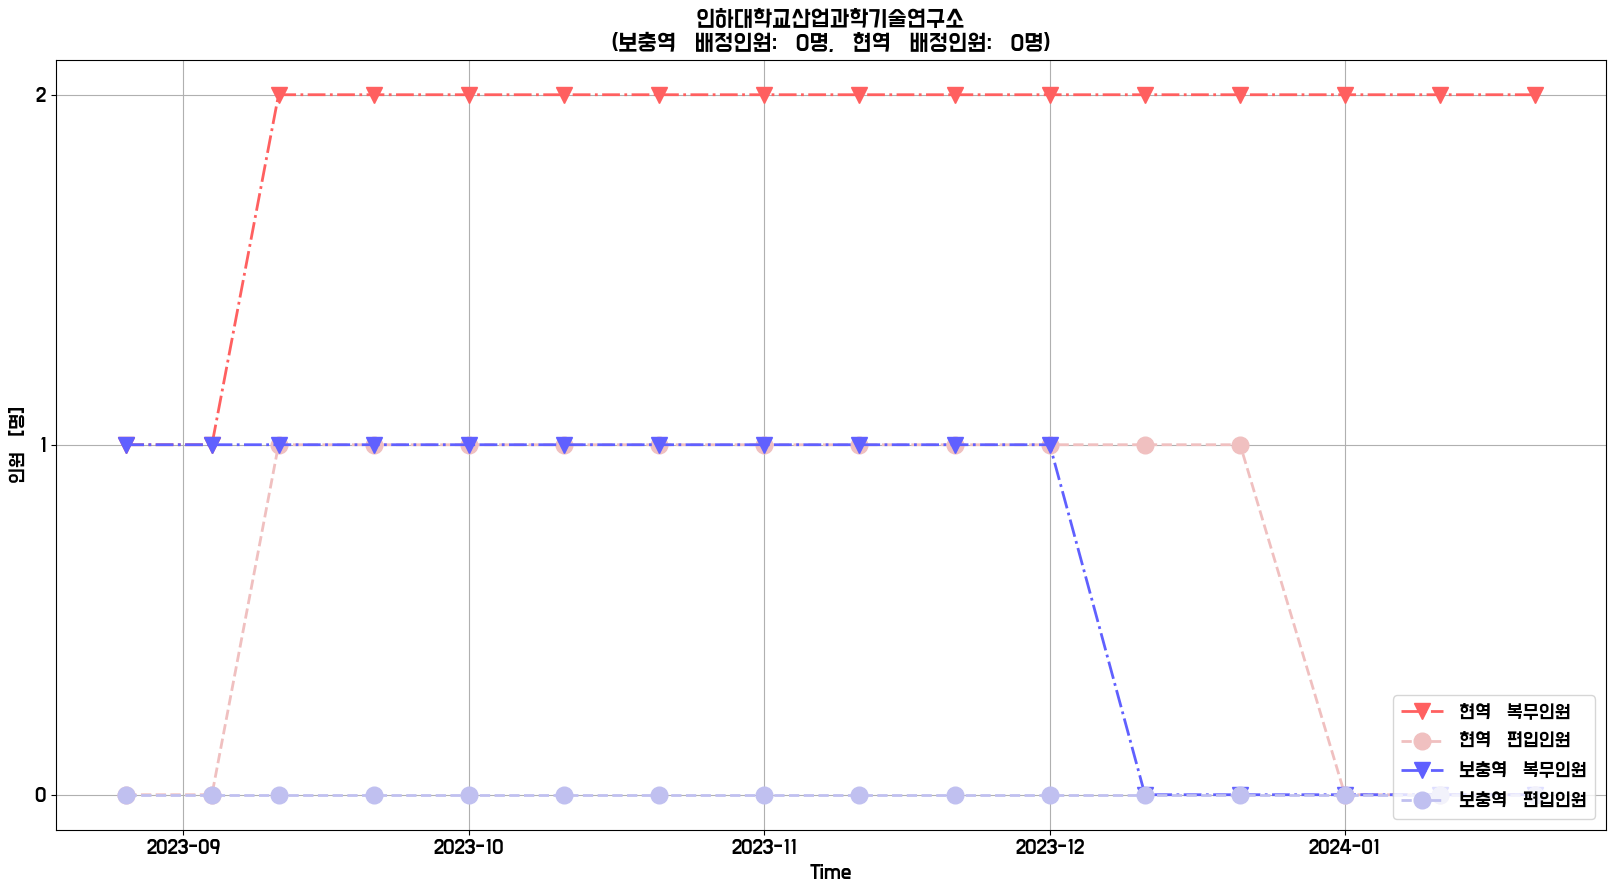 인하대학교산업과학기술연구소
(보충역 배정인원: 0명, 현역 배정인원: 0명)
인원 [명]
2
1
0
2023-09
2023-10
2023-11
2023-12
2024-01
Time
현역 복무인원
현역 편입인원
보충역 복무인원
보충역 편입인원